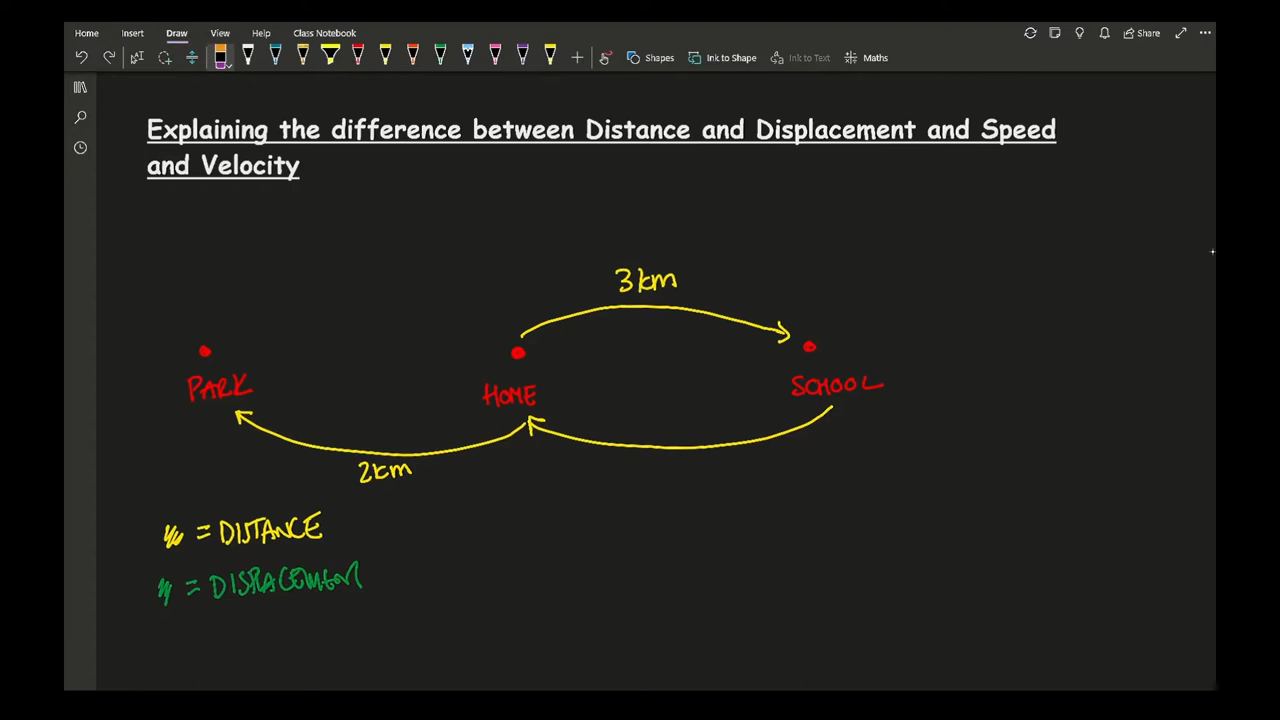 Home Insert Draw View Help Class Notebook Share
Shapes Ink to Shape Ink to Text Maths
Explaining the difference between Distance and Displacement and Speed
and Velocity
3km
PARK HOME SCHOOL
2km
= DISTANCE
= DISPLACEMENT